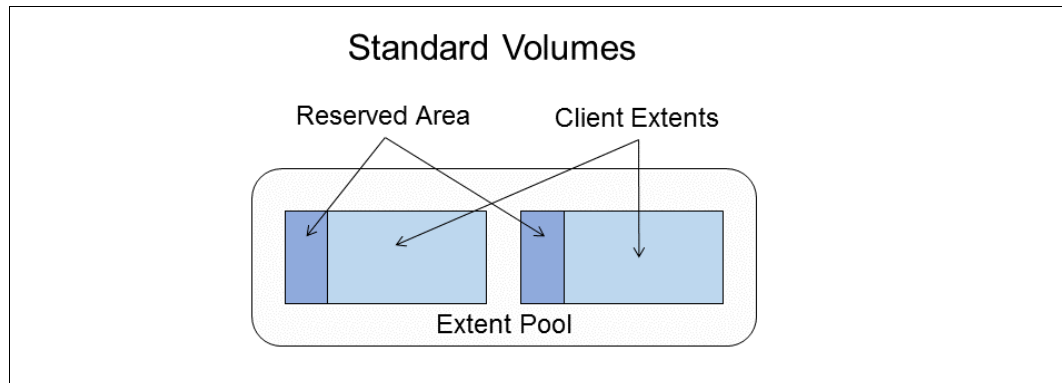 Standard Volumes
Reserved Area
Client Extents
Extent Pool